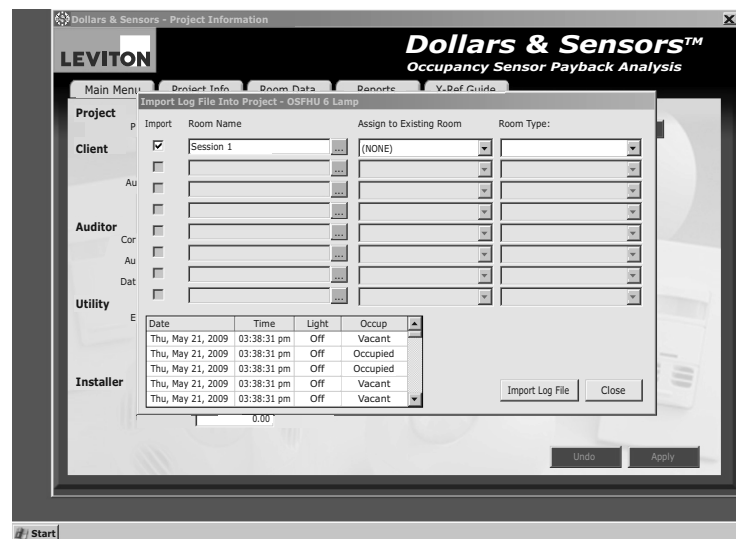 Dollars & Sensors - Project Information
X
LEVITON
Dollars & Sensors™
Occupancy Sensor Payback Analysis
Main Menu Project Info Room Data Reports X-Ref Guide
Import Log File Into Project - OSFHU 6 Lamp
Project
P
Import Room Name Assign to Existing Room Room Type:
Client
Session 1 ... (NONE)
...
Au
...
...
Auditor
...
Cor
...
Au
...
Dat
...
Utility
E
Date Time Light Occup
Thu, May 21, 2009 03:38:31 pm Off Vacant
Thu, May 21, 2009 03:38:31 pm Off Occupied
Thu, May 21, 2009 03:38:31 pm Off Occupied
Thu, May 21, 2009 03:38:31 pm Off Vacant
Thu, May 21, 2009 03:38:31 pm Off Vacant
Installer
Import Log File Close
0.00
Undo Apply
Start